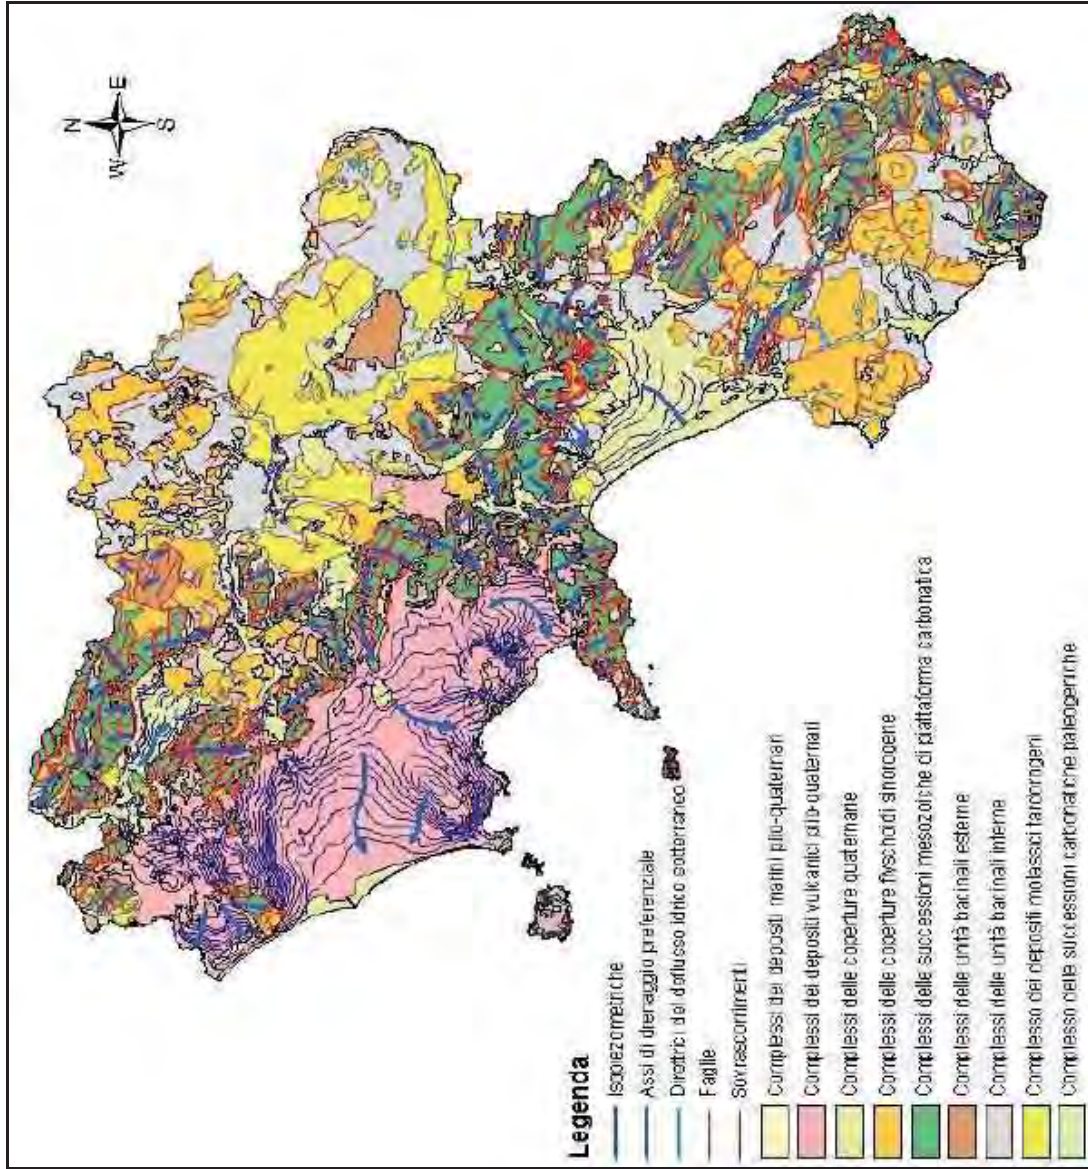 N
W E
S
Legenda
Isopiezometriche
Assi di drenaggio preferenziale
Direttrici del deflusso idrico sotterraneo
Faglie
Sovrascorrimenti
Complessi dei depositi marini plio-quaternari
Complessi dei depositi vulcanici plio-quaternari
Complessi delle coperture quaternarie
Complessi delle coperture flyschoidi sinorogene
Complessi delle successioni mesozoiche di piattaforma carbonatica
Complessi delle unità bacinali esterne
Complessi delle unità bacinali interne
Complesso dei depositi molassici tardorogeni
Complesso delle successioni carbonatiche paleogeniche